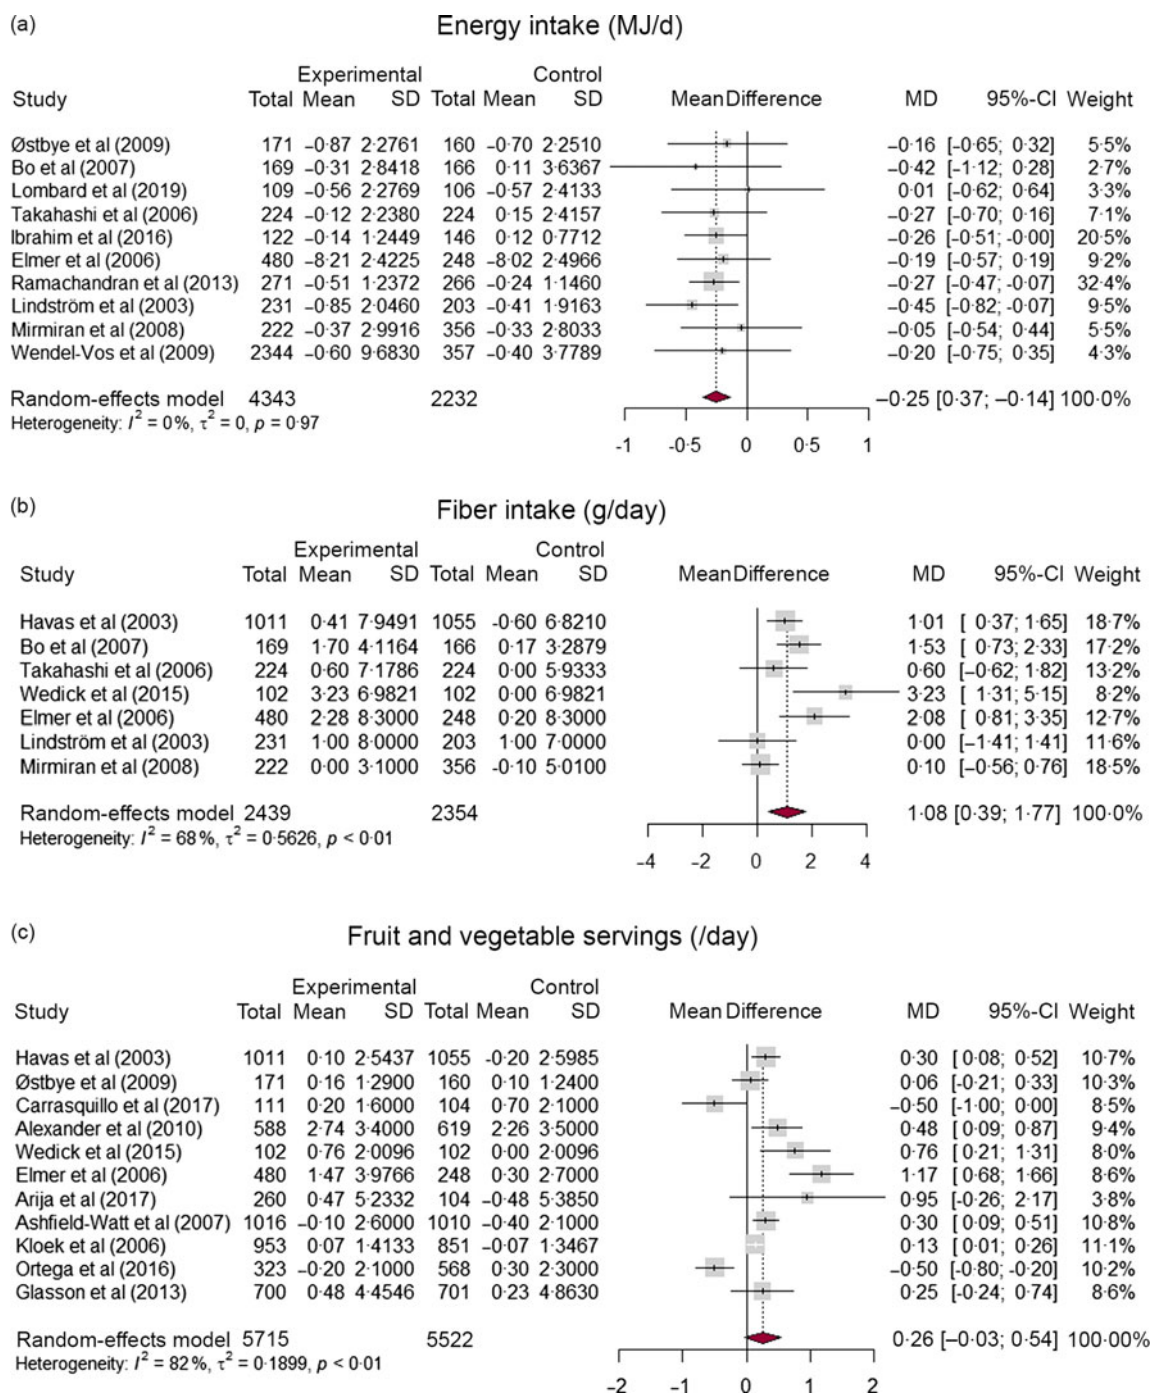 (a)
Energy intake (MJ/d)
Experimental Control
Study Total Mean SD Total Mean SD Mean Difference MD 95%-CI Weight
Østbye et al (2009) 171 −0·87 2·2761 160 −0·70 2·2510 −0·16 [−0·65; 0·32] 5·5%
Bo et al (2007) 169 −0·31 2·8418 166 0·11 3·6367 −0·42 [−1·12; 0·28] 2·7%
Lombard et al (2019) 109 −0·56 2·2769 106 −0·57 2·4133 0·01 [−0·62; 0·64] 3·3%
Takahashi et al (2006) 224 −0·12 2·2380 224 0·15 2·4157 −0·27 [−0·70; 0·16] 7·1%
Ibrahim et al (2016) 122 −0·14 1·2449 146 0·12 0·7712 −0·26 [−0·51; −0·00] 20·5%
Elmer et al (2006) 480 −8·21 2·4225 248 −8·02 2·4966 −0·19 [−0·57; 0·19] 9·2%
Ramachandran et al (2013) 271 −0·51 1·2372 266 −0·24 1·1460 −0·27 [−0·47; −0·07] 32·4%
Lindström et al (2003) 231 −0·85 2·0460 203 −0·41 1·9163 −0·45 [−0·82; −0·07] 9·5%
Mirmiran et al (2008) 222 −0·37 2·9916 356 −0·33 2·8033 −0·05 [−0·54; 0·44] 5·5%
Wendel-Vos et al (2009) 2344 −0·60 9·6830 357 −0·40 3·7789 −0·20 [−0·75; 0·35] 4·3%
Random-effects model 4343 2232 −0·25 [0·37; −0·14] 100·0%
Heterogeneity: I² = 0%, τ² = 0, p = 0·97
-1 -0·5 0 0·5 1
(b)
Fiber intake (g/day)
Experimental Control
Study Total Mean SD Total Mean SD Mean Difference MD 95%-CI Weight
Havas et al (2003) 1011 0·41 7·9491 1055 -0·60 6·8210 1·01 [ 0·37; 1·65] 18·7%
Bo et al (2007) 169 1·70 4·1164 166 0·17 3·2879 1·53 [ 0·73; 2·33] 17·2%
Takahashi et al (2006) 224 0·60 7·1786 224 0·00 5·9333 0·60 [−0·62; 1·82] 13·2%
Wedick et al (2015) 102 3·23 6·9821 102 0·00 6·9821 3·23 [ 1·31; 5·15] 8·2%
Elmer et al (2006) 480 2·28 8·3000 248 0·20 8·3000 2·08 [ 0·81; 3·35] 12·7%
Lindström et al (2003) 231 1·00 8·0000 203 1·00 7·0000 0·00 [−1·41; 1·41] 11·6%
Mirmiran et al (2008) 222 0·00 3·1000 356 -0·10 5·0100 0·10 [−0·56; 0·76] 18·5%
Random-effects model 2439 2354 1·08 [0·39; 1·77] 100·0%
Heterogeneity: I² = 68%, τ² = 0·5626, p < 0·01
−4 −2 0 2 4
(c)
Fruit and vegetable servings (/day)
Experimental Control
Study Total Mean SD Total Mean SD Mean Difference MD 95%-CI Weight
Havas et al (2003) 1011 0·10 2·5437 1055 -0·20 2·5985 0·30 [0·08; 0·52] 10·7%
Østbye et al (2009) 171 0·16 1·2900 160 0·10 1·2400 0·06 [-0·21; 0·33] 10·3%
Carrasquillo et al (2017) 111 0·20 1·6000 104 0·70 2·1000 −0·50 [-1·00; 0·00] 8·5%
Alexander et al (2010) 588 2·74 3·4000 619 2·26 3·5000 0·48 [ 0·09; 0·87] 9·4%
Wedick et al (2015) 102 0·76 2·0096 102 0·00 2·0096 0·76 [ 0·21; 1·31] 8·0%
Elmer et al (2006) 480 1·47 3·9766 248 0·30 2·7000 1·17 [ 0·68; 1·66] 8·6%
Arija et al (2017) 260 0·47 5·2332 104 −0·48 5·3850 0·95 [-0·26; 2·17] 3·8%
Ashfield-Watt et al (2007) 1016 −0·10 2·6000 1010 −0·40 2·1000 0·30 [0·09; 0·51] 10·8%
Kloek et al (2006) 953 0·07 1·4133 851 −0·07 1·3467 0·13 [0·01; 0·26] 11·1%
Ortega et al (2016) 323 −0·20 2·1000 568 0·30 2·3000 −0·50 [-0·80; -0·20] 10·2%
Glasson et al (2013) 700 0·48 4·4546 701 0·23 4·8630 0·25 [-0·24; 0·74] 8·6%
Random-effects model 5715 5522 0·26 [−0·03; 0·54] 100·00%
Heterogeneity: I² = 82%, τ² = 0·1899, p < 0·01
−2 −1 0 1 2